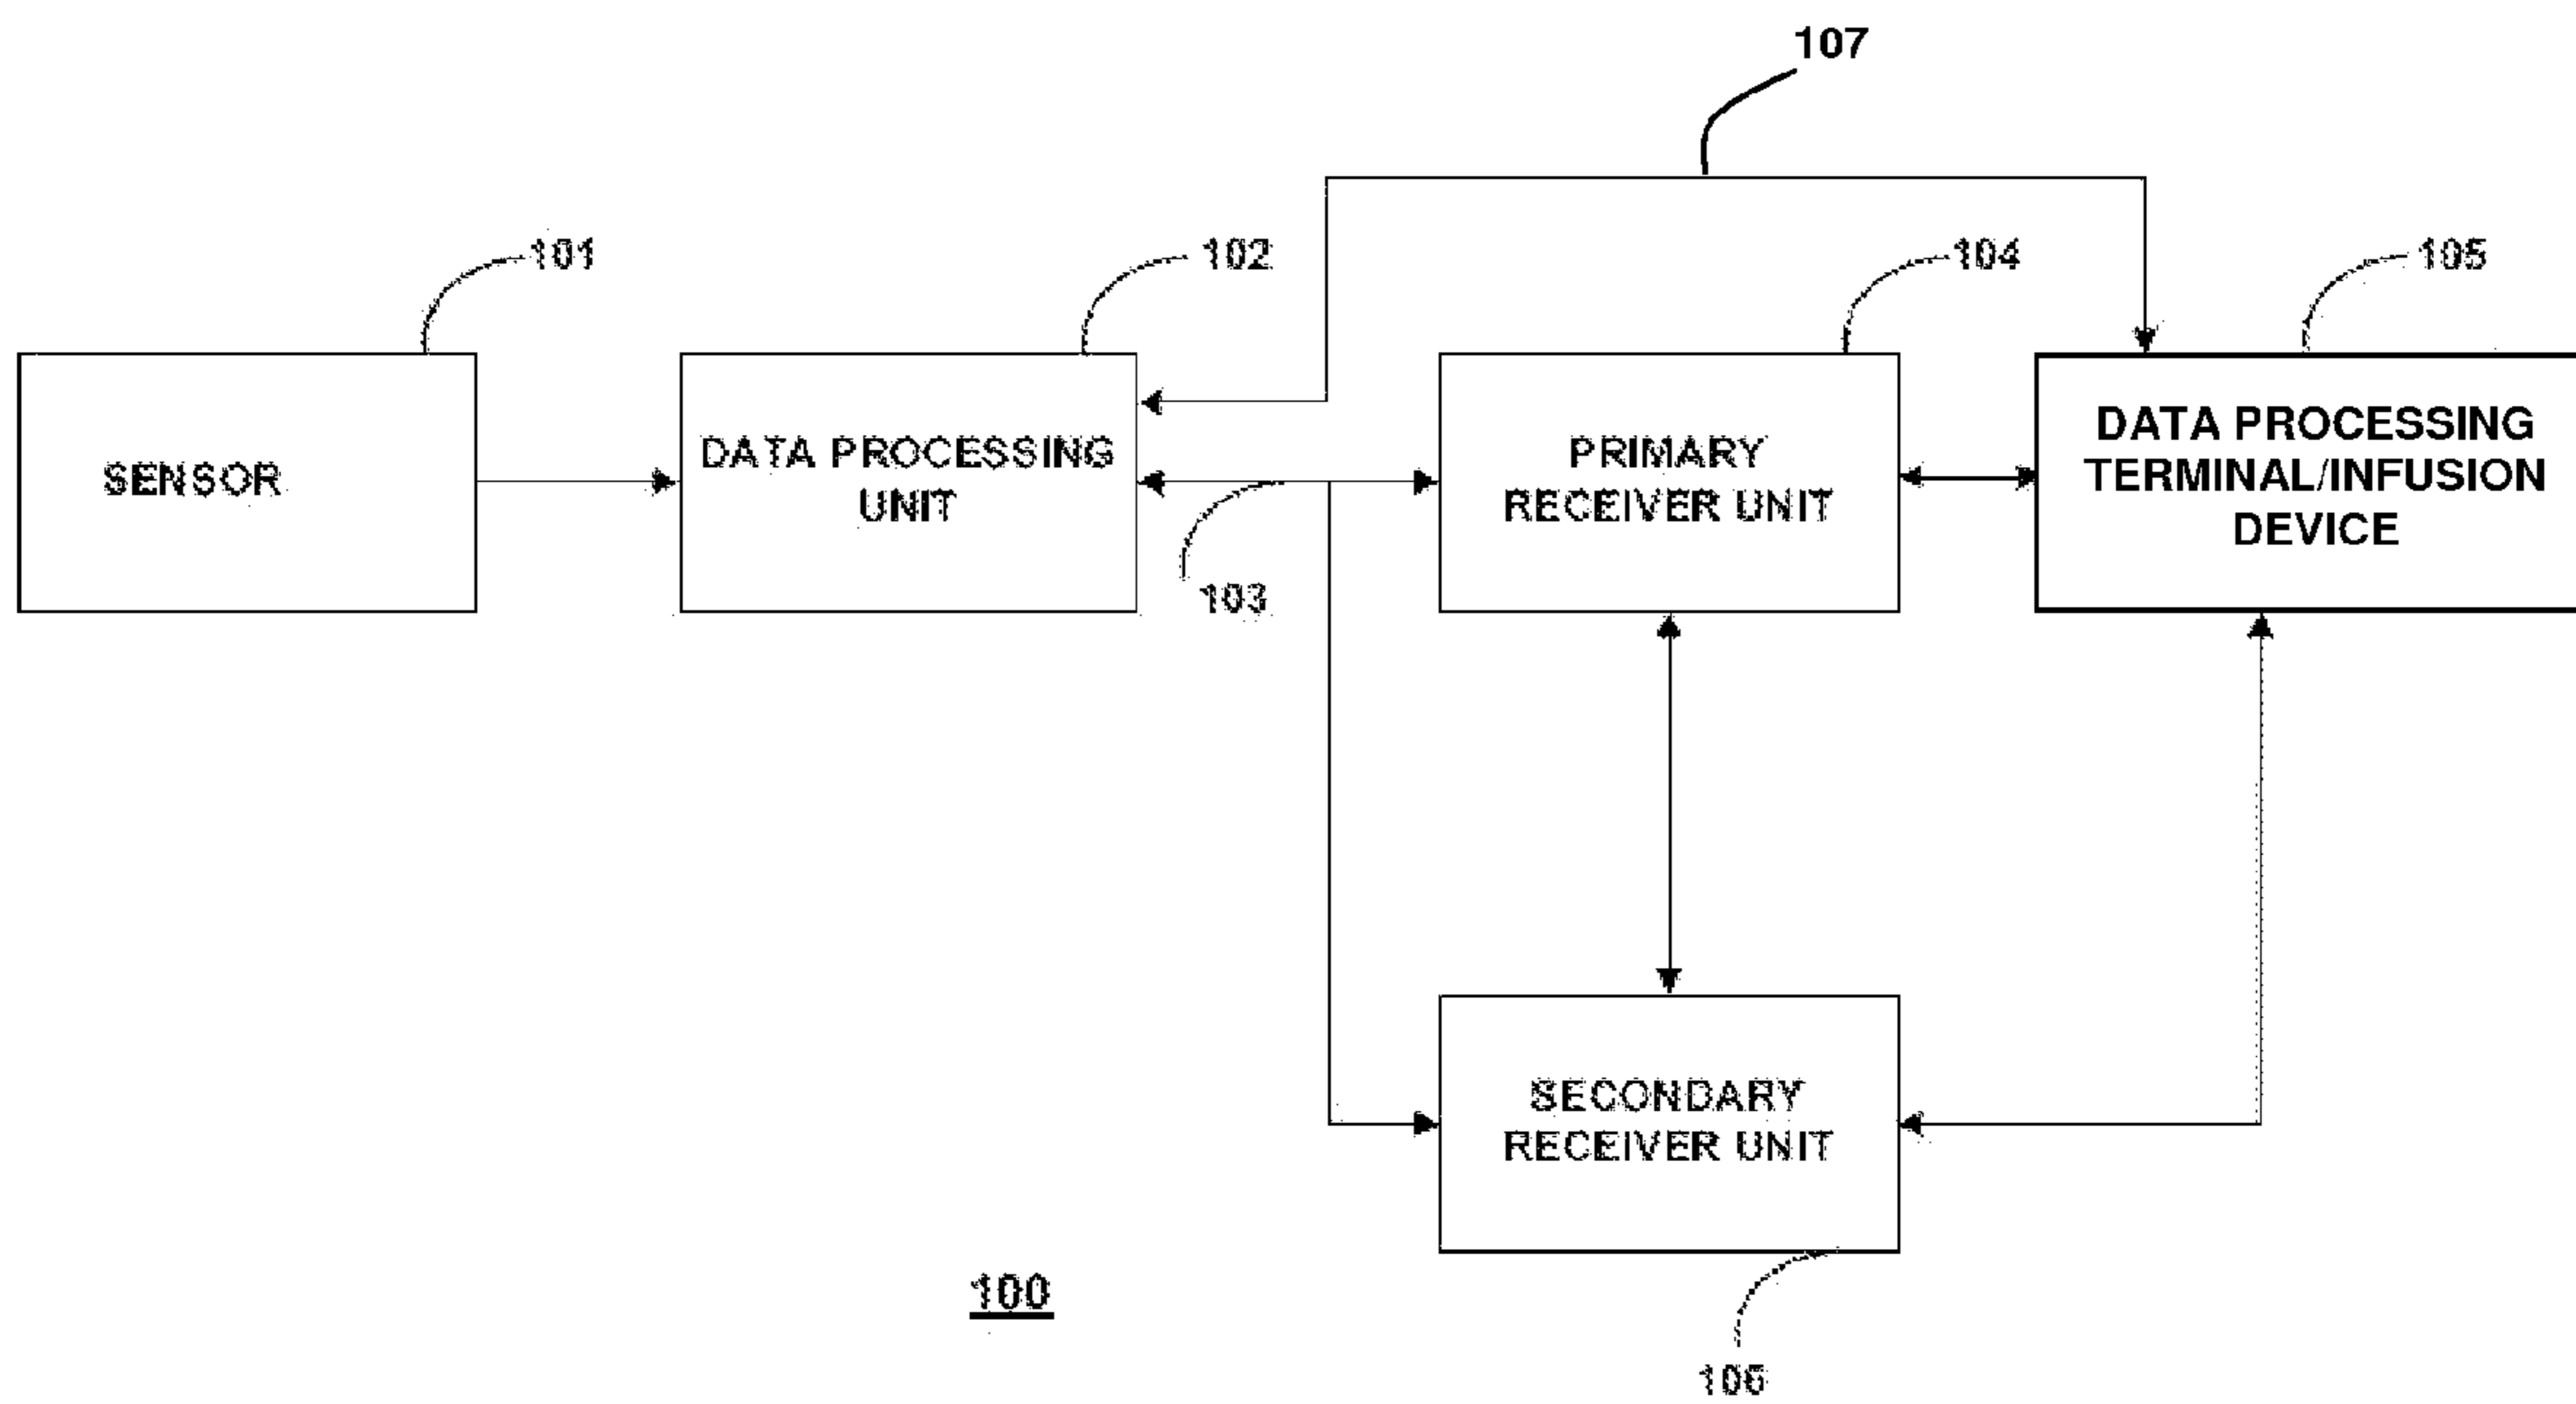 107
101
102
104
105
SENSOR
DATA PROCESSING
UNIT
PRIMARY
RECEIVER UNIT
DATA PROCESSING
TERMINAL/INFUSION
DEVICE
103
SECONDARY
RECEIVER UNIT
100
106